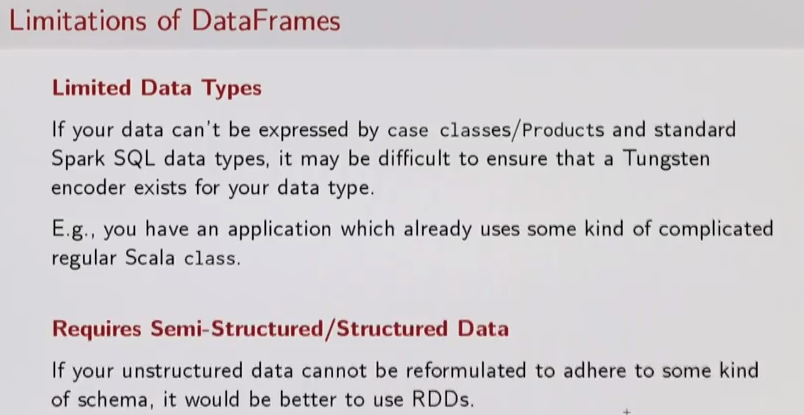 Limitations of DataFrames
Limited Data Types
If your data can't be expressed by case classes/Products and standard
Spark SQL data types, it may be difficult to ensure that a Tungsten
encoder exists for your data type.
E.g., you have an application which already uses some kind of complicated
regular Scala class.
Requires Semi-Structured/Structured Data
If your unstructured data cannot be reformulated to adhere to some kind
of schema, it would be better to use RDDs.